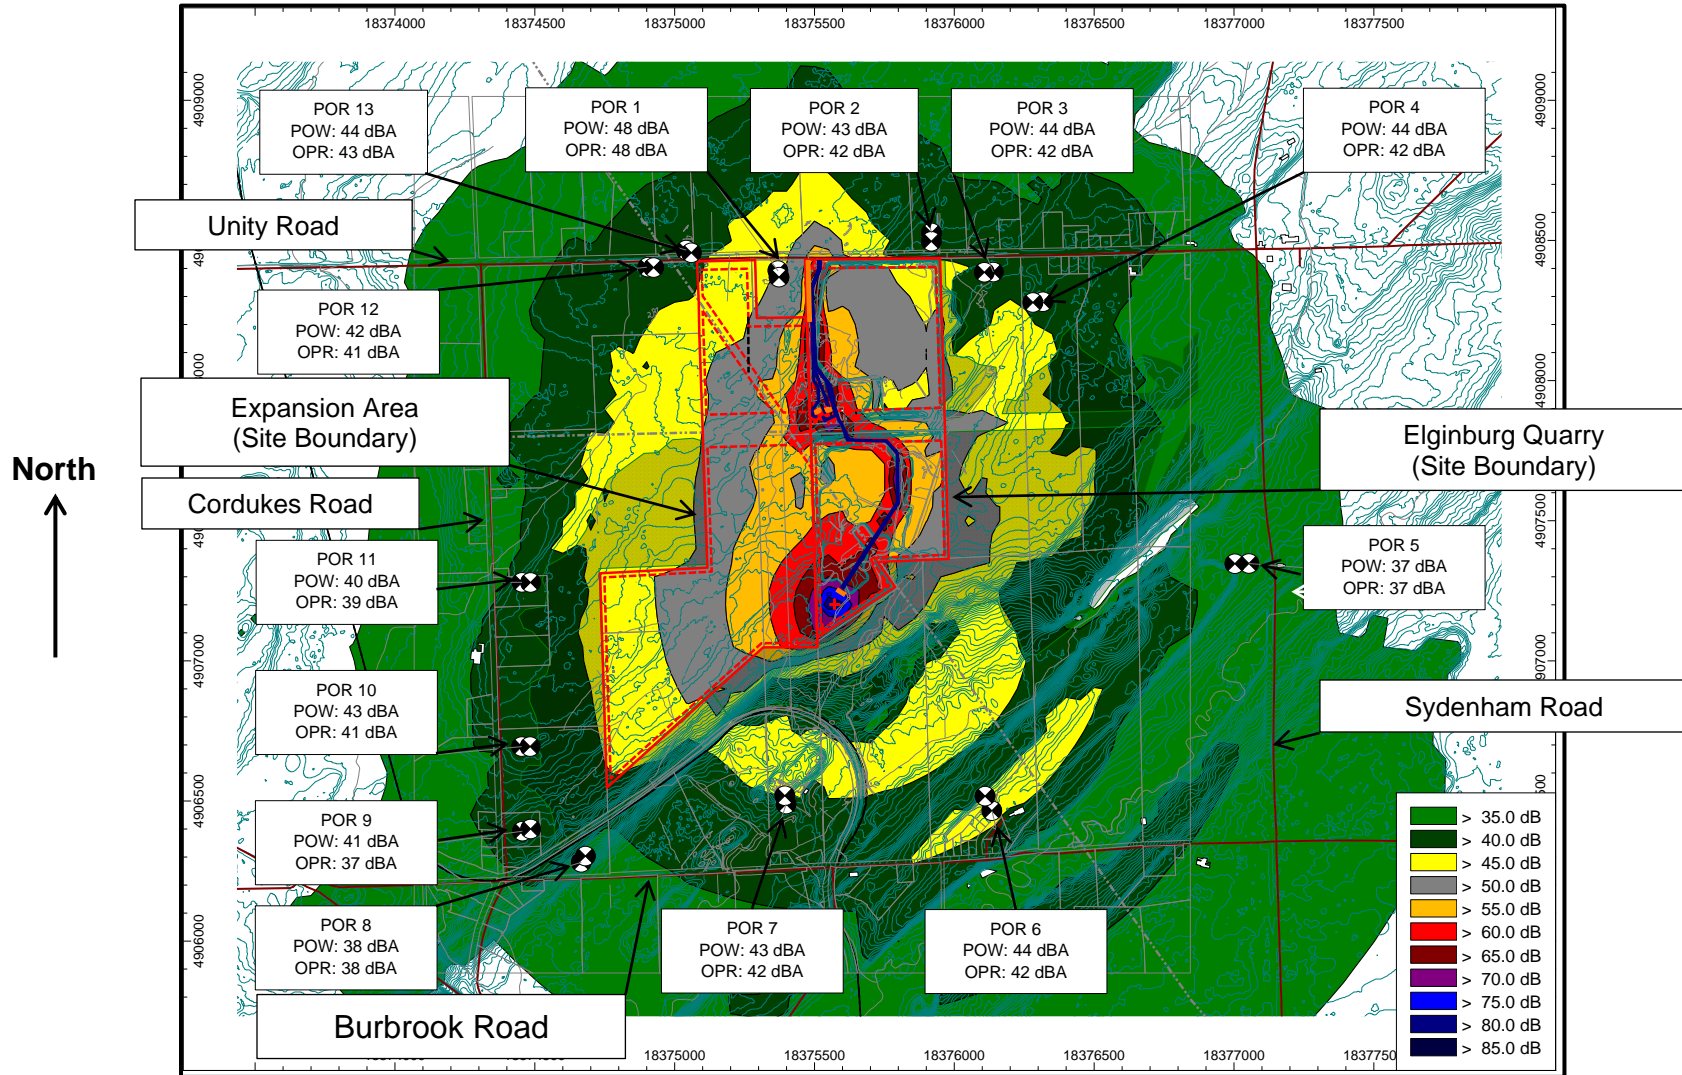 18374000 18374500 18375000 18375500 18376000 18376500 18377000 18377500
4909000
4909000
POR 13
POW: 44 dBA
OPR: 43 dBA
POR 1
POW: 48 dBA
OPR: 48 dBA
POR 2
POW: 43 dBA
OPR: 42 dBA
POR 3
POW: 44 dBA
OPR: 42 dBA
POR 4
POW: 44 dBA
OPR: 42 dBA
Unity Road
4908500
POR 12
POW: 42 dBA
OPR: 41 dBA
4908000
Expansion Area
(Site Boundary)
Elginburg Quarry
(Site Boundary)
North
Cordukes Road
4907500
POR 11
POW: 40 dBA
OPR: 39 dBA
POR 5
POW: 37 dBA
OPR: 37 dBA
4907000
4907000
POR 10
POW: 43 dBA
OPR: 41 dBA
Sydenham Road
4906500
POR 9
POW: 41 dBA
OPR: 37 dBA
POR 8
POW: 38 dBA
OPR: 38 dBA
POR 7
POW: 43 dBA
OPR: 42 dBA
POR 6
POW: 44 dBA
OPR: 42 dBA
4906000
Burbrook Road
> 35.0 dB
> 40.0 dB
> 45.0 dB
> 50.0 dB
> 55.0 dB
> 60.0 dB
> 65.0 dB
> 70.0 dB
> 75.0 dB
> 80.0 dB
> 85.0 dB
18375000 18375500 18376000 18376500 18377000